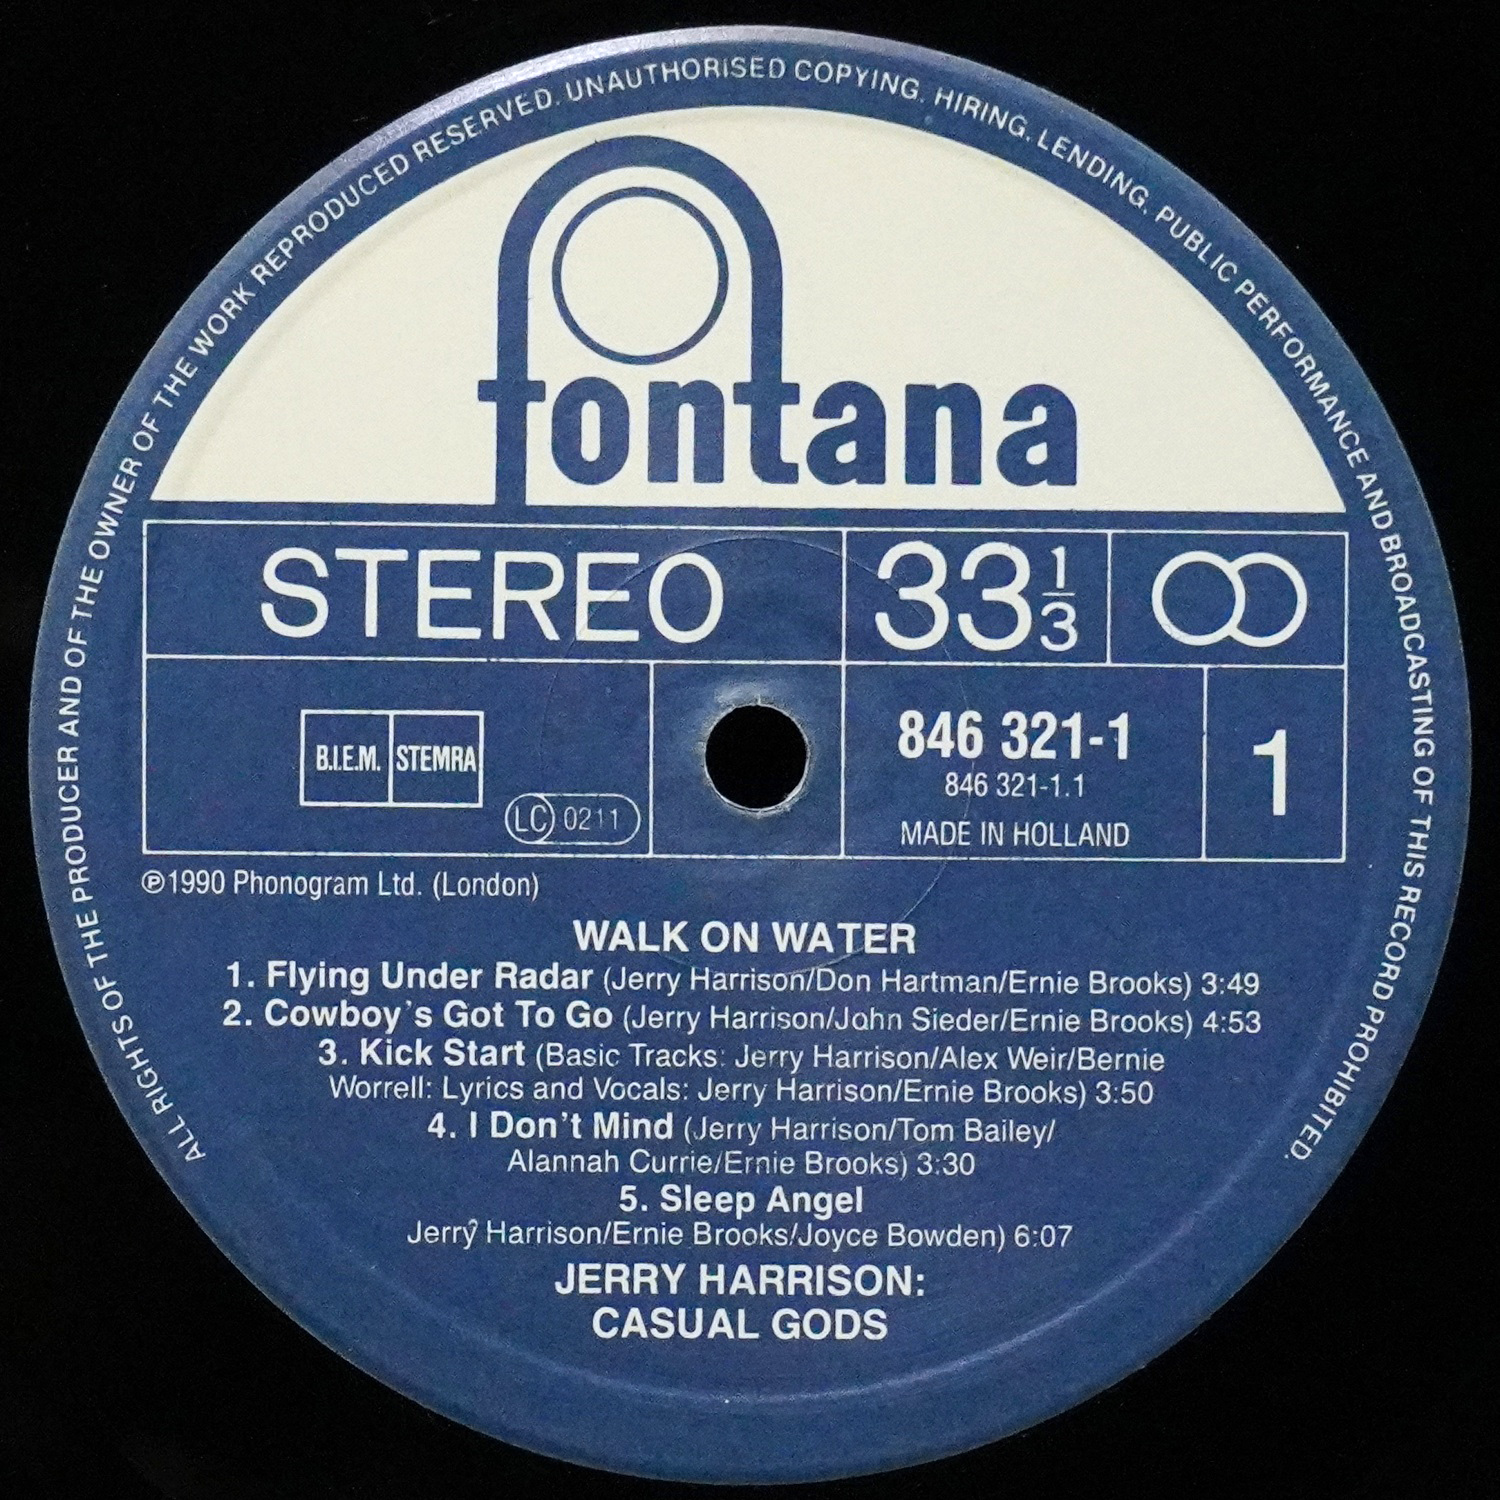 ALL RIGHTS OF THE PRODUCER AND OF THE OWNER OF THE WORK REPRODUCED RESERVED. UNAUTHORISED COPYING. HIRING. LENDING. PUBLIC PERFORMANCE AND BROADCASTING OF THIS RECORD PROHIBITED.
fontana
STEREO 33 1/3
B.I.E.M. STEMRA
LC 0211
846 321-1
846 321-1.1
MADE IN HOLLAND
1
℗1990 Phonogram Ltd. (London)
WALK ON WATER
1. Flying Under Radar (Jerry Harrison/Don Hartman/Ernie Brooks) 3:49
2. Cowboy's Got To Go (Jerry Harrison/John Sieder/Ernie Brooks) 4:53
3. Kick Start (Basic Tracks: Jerry Harrison/Alex Weir/Bernie
Worrell: Lyrics and Vocals: Jerry Harrison/Ernie Brooks) 3:50
4. I Don't Mind (Jerry Harrison/Tom Bailey/
Alannah Currie/Ernie Brooks) 3:30
5. Sleep Angel
Jerry Harrison/Ernie Brooks/Joyce Bowden) 6:07
JERRY HARRISON:
CASUAL GODS